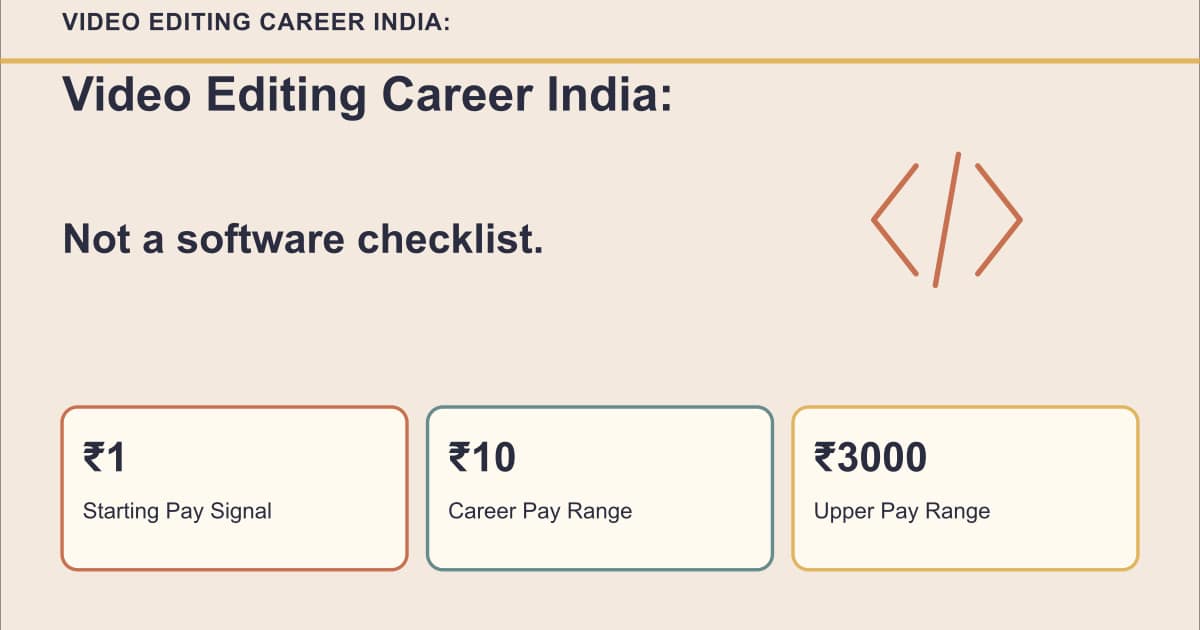 VIDEO EDITING CAREER INDIA:
Video Editing Career India:
Not a software checklist.
₹1
Starting Pay Signal
₹10
Career Pay Range
₹3000
Upper Pay Range